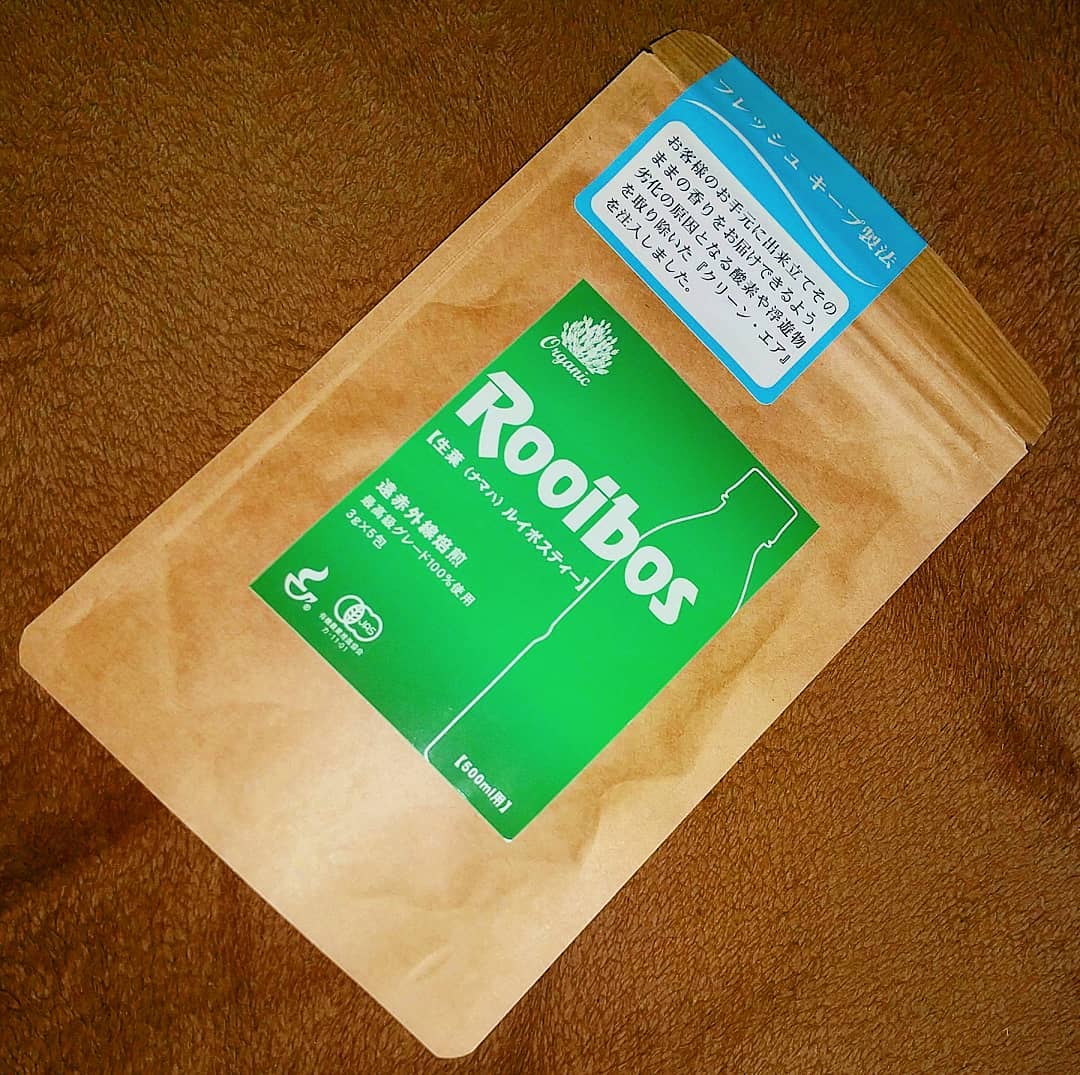 フレッシュ キープ製法
お客様のお手元に出来立てその
ままの香りをお届けできるよう、
劣化の原因となる酸素や浮遊物
を取り除いた『クリーン・エア』
を注入しました。
Organic
Rooibos
【生葉（ナマハ）ルイボスティー】
遠赤外線焙煎
最高級グレード100%使用
3g×5包
®
JAS
カ-11-01
【500ml用】